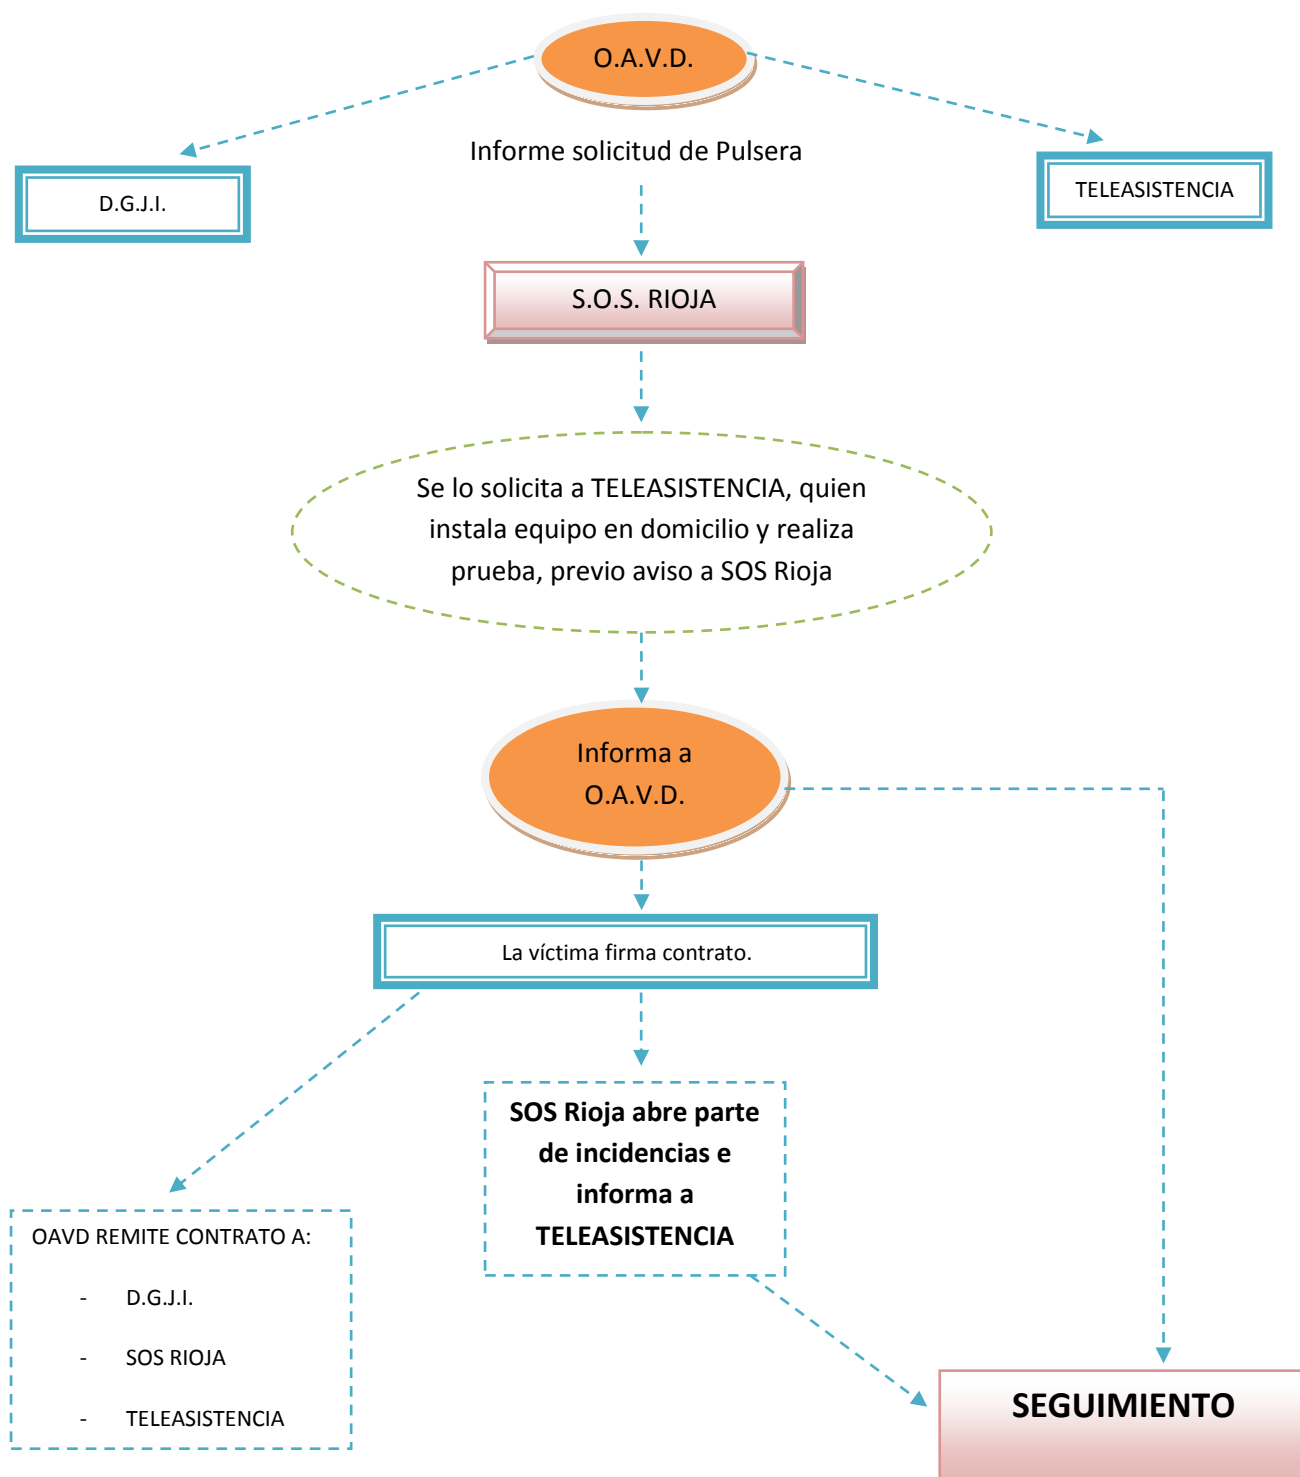 O.A.V.D.
Informe solicitud de Pulsera
D.G.J.I.
TELEASISTENCIA
S.O.S. RIOJA
Se lo solicita a TELEASISTENCIA, quien
instala equipo en domicilio y realiza
prueba, previo aviso a SOS Rioja
Informa a
O.A.V.D.
La víctima firma contrato.
SOS Rioja abre parte
de incidencias e
informa a
TELEASISTENCIA
OAVD REMITE CONTRATO A:
- D.G.J.I.
- SOS RIOJA
- TELEASISTENCIA
SEGUIMIENTO